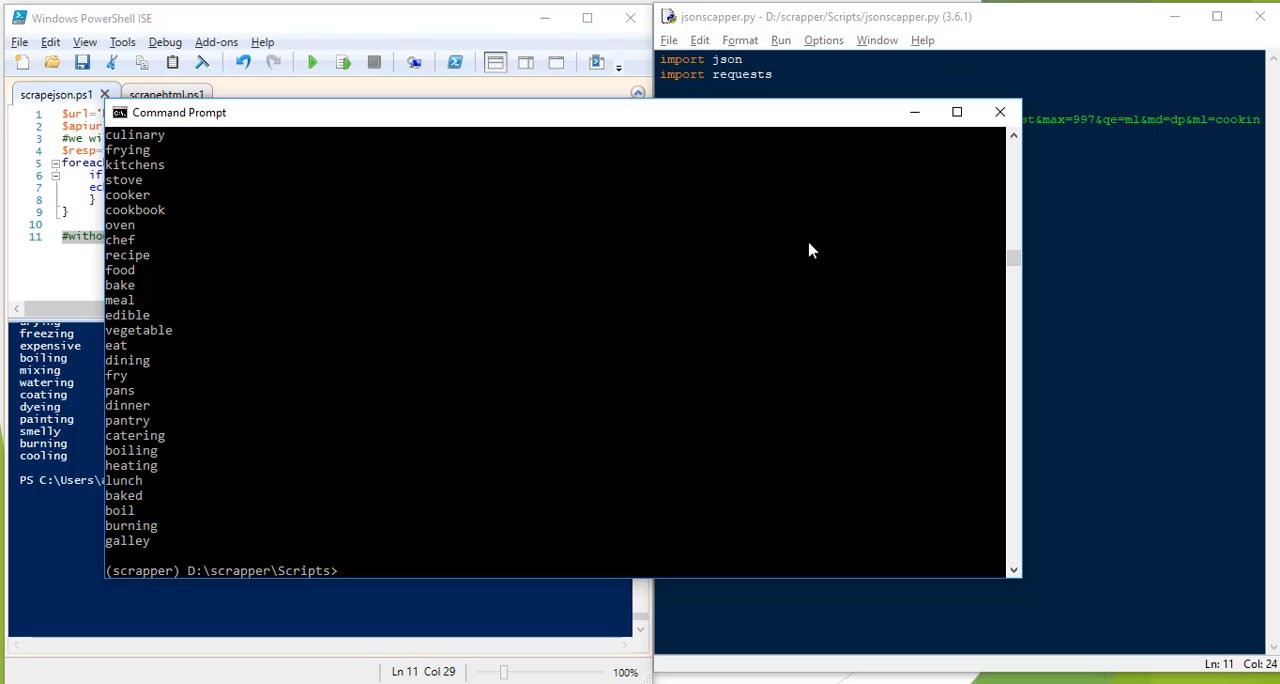 Windows PowerShell ISE
File Edit View Tools Debug Add-ons Help
scrapejson.ps1
scrapehtml.ps1
1 $url='
2 $apiur
3 #we wi
4 $resp=
5 foreac
6 if
7 ec
8 }
9 }
10
11 #witho
freezing
expensive
boiling
mixing
watering
coating
dyeing
painting
smelly
burning
cooling
PS C:\Users\
Ln 11 Col 29
100%
Command Prompt
culinary
frying
kitchens
stove
cooker
cookbook
oven
chef
recipe
food
bake
meal
edible
vegetable
eat
dining
fry
pans
dinner
pantry
catering
boiling
heating
lunch
baked
boil
burning
galley
(scrapper) D:\scrapper\Scripts>
jsonscapper.py - D:/scrapper/Scripts/jsonscapper.py (3.6.1)
File Edit Format Run Options Window Help
import json
import requests
st&max=997&qe=ml&md=dp&ml=cookin
Ln: 11 Col: 24